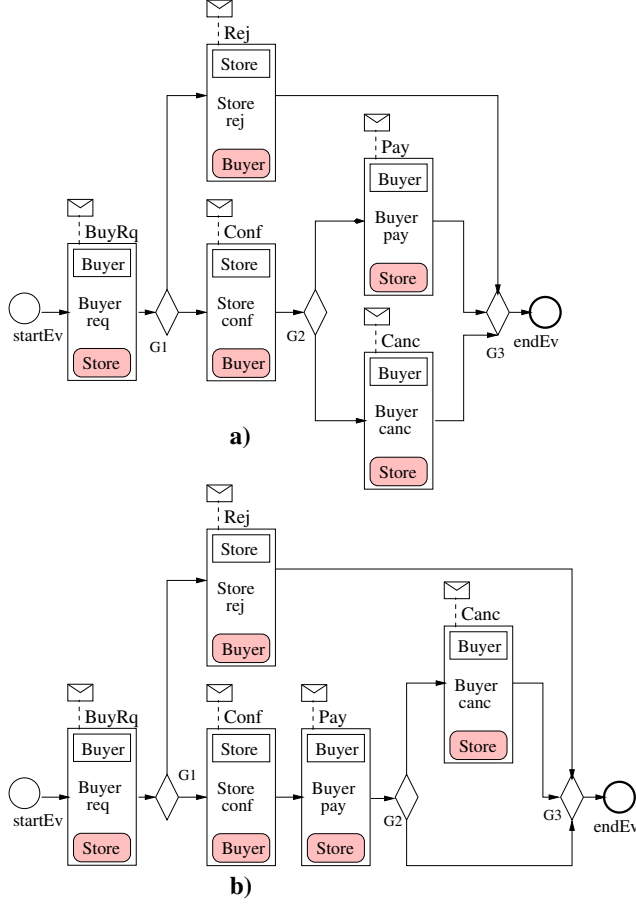 Rej
Store
Store
rej
Buyer
Pay
Buyer
Buyer
pay
Store
BuyRq
Buyer
Buyer
req
Store
Conf
Store
Store
conf
Buyer
startEv
G1
G2
G3
endEv
Canc
Buyer
Buyer
canc
Store
a)
Rej
Store
Store
rej
Buyer
Canc
Buyer
Buyer
canc
Store
BuyRq
Buyer
Buyer
req
Store
G1
Conf
Store
Store
conf
Buyer
Pay
Buyer
Buyer
pay
Store
startEv
G2
G3
endEv
b)